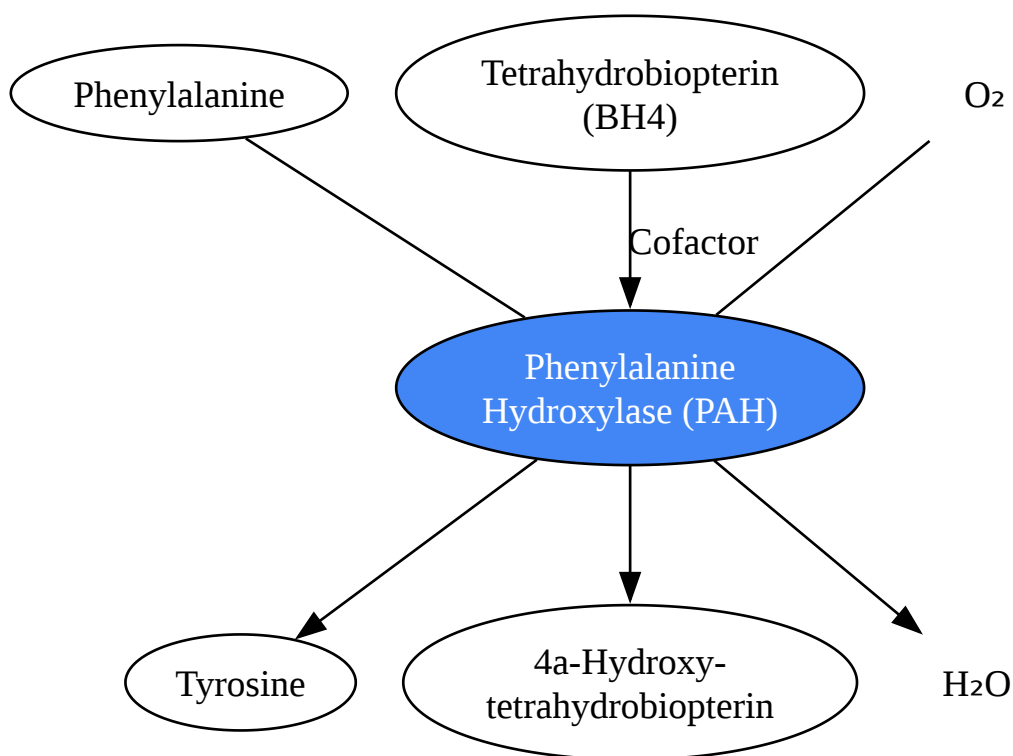 Phenylalanine
Tetrahydrobiopterin
(BH4)
O₂
Cofactor
Phenylalanine
Hydroxylase (PAH)
Tyrosine
4a-Hydroxy-
tetrahydrobiopterin
H₂O